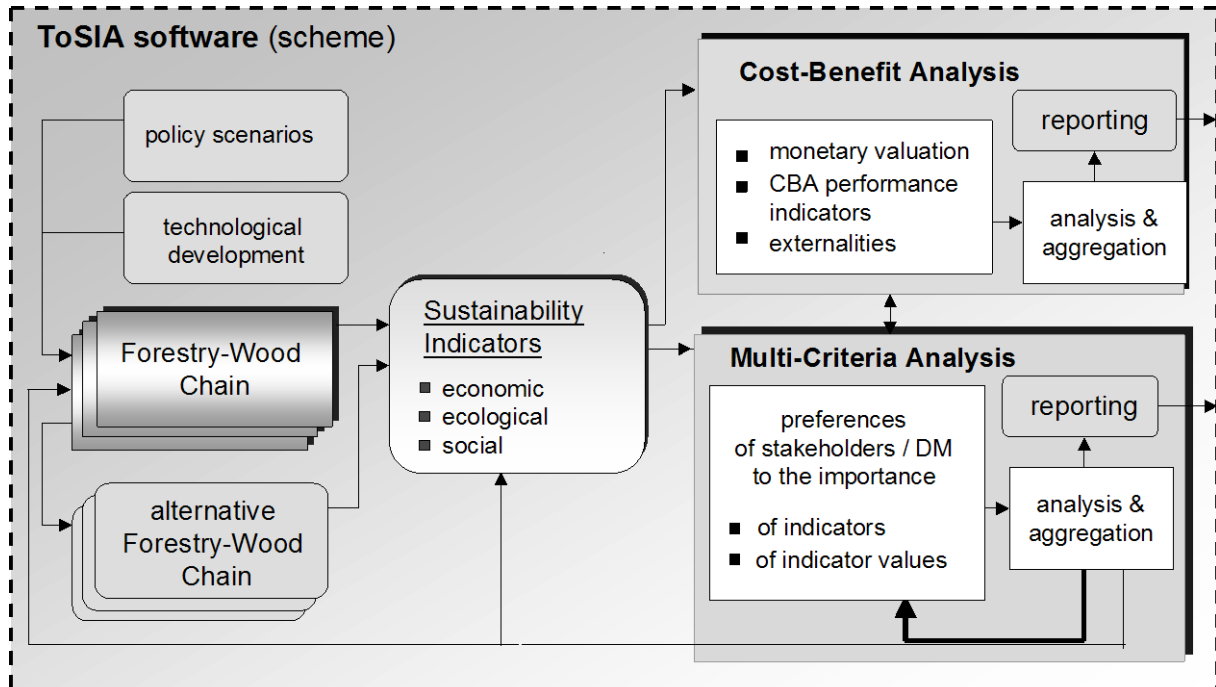 ToSIA software (scheme)
policy scenarios
technological
development
Forestry-Wood
Chain
alternative
Forestry-Wood
Chain
Sustainability
Indicators
■ economic
■ ecological
■ social
Cost-Benefit Analysis
■ monetary valuation
■ CBA performance
indicators
■ externalities
reporting
analysis &
aggregation
Multi-Criteria Analysis
preferences
of stakeholders / DM
to the importance
■ of indicators
■ of indicator values
reporting
analysis &
aggregation